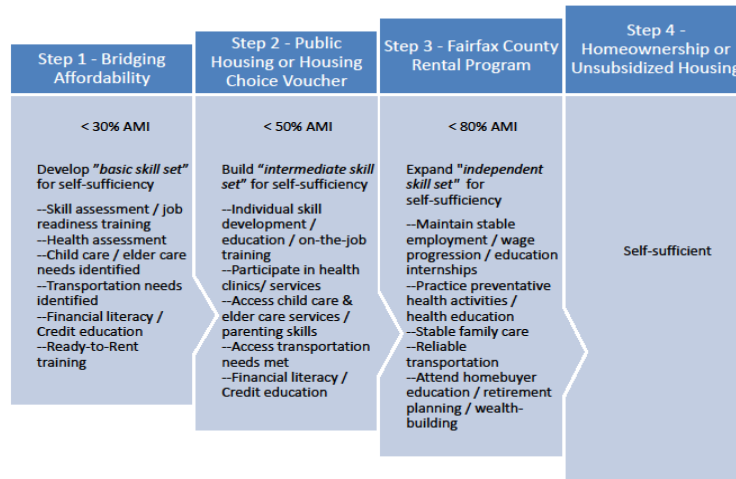 Step 1 - Bridging
Affordability
< 30% AMI
Develop "basic skill set"
for self-sufficiency
--Skill assessment / job
readiness training
--Health assessment
--Child care / elder care
needs identified
--Transportation needs
identified
--Financial literacy /
Credit education
--Ready-to-Rent
training
Step 2 - Public
Housing or Housing
Choice Voucher
< 50% AMI
Build "intermediate skill
set" for self-sufficiency
--Individual skill
development /
education / on-the-job
training
--Participate in health
clinics/ services
--Access child care &
elder care services /
parenting skills
--Access transportation
needs met
--Financial literacy /
Credit education
Step 3 - Fairfax County
Rental Program
< 80% AMI
Expand "independent
skill set" for
self-sufficiency
--Maintain stable
employment / wage
progression / education
internships
--Practice preventative
health activities /
health education
--Stable family care
--Reliable
transportation
--Attend homebuyer
education / retirement
planning / wealth-
building
Step 4 -
Homeownership or
Unsubsidized Housing
Self-sufficient